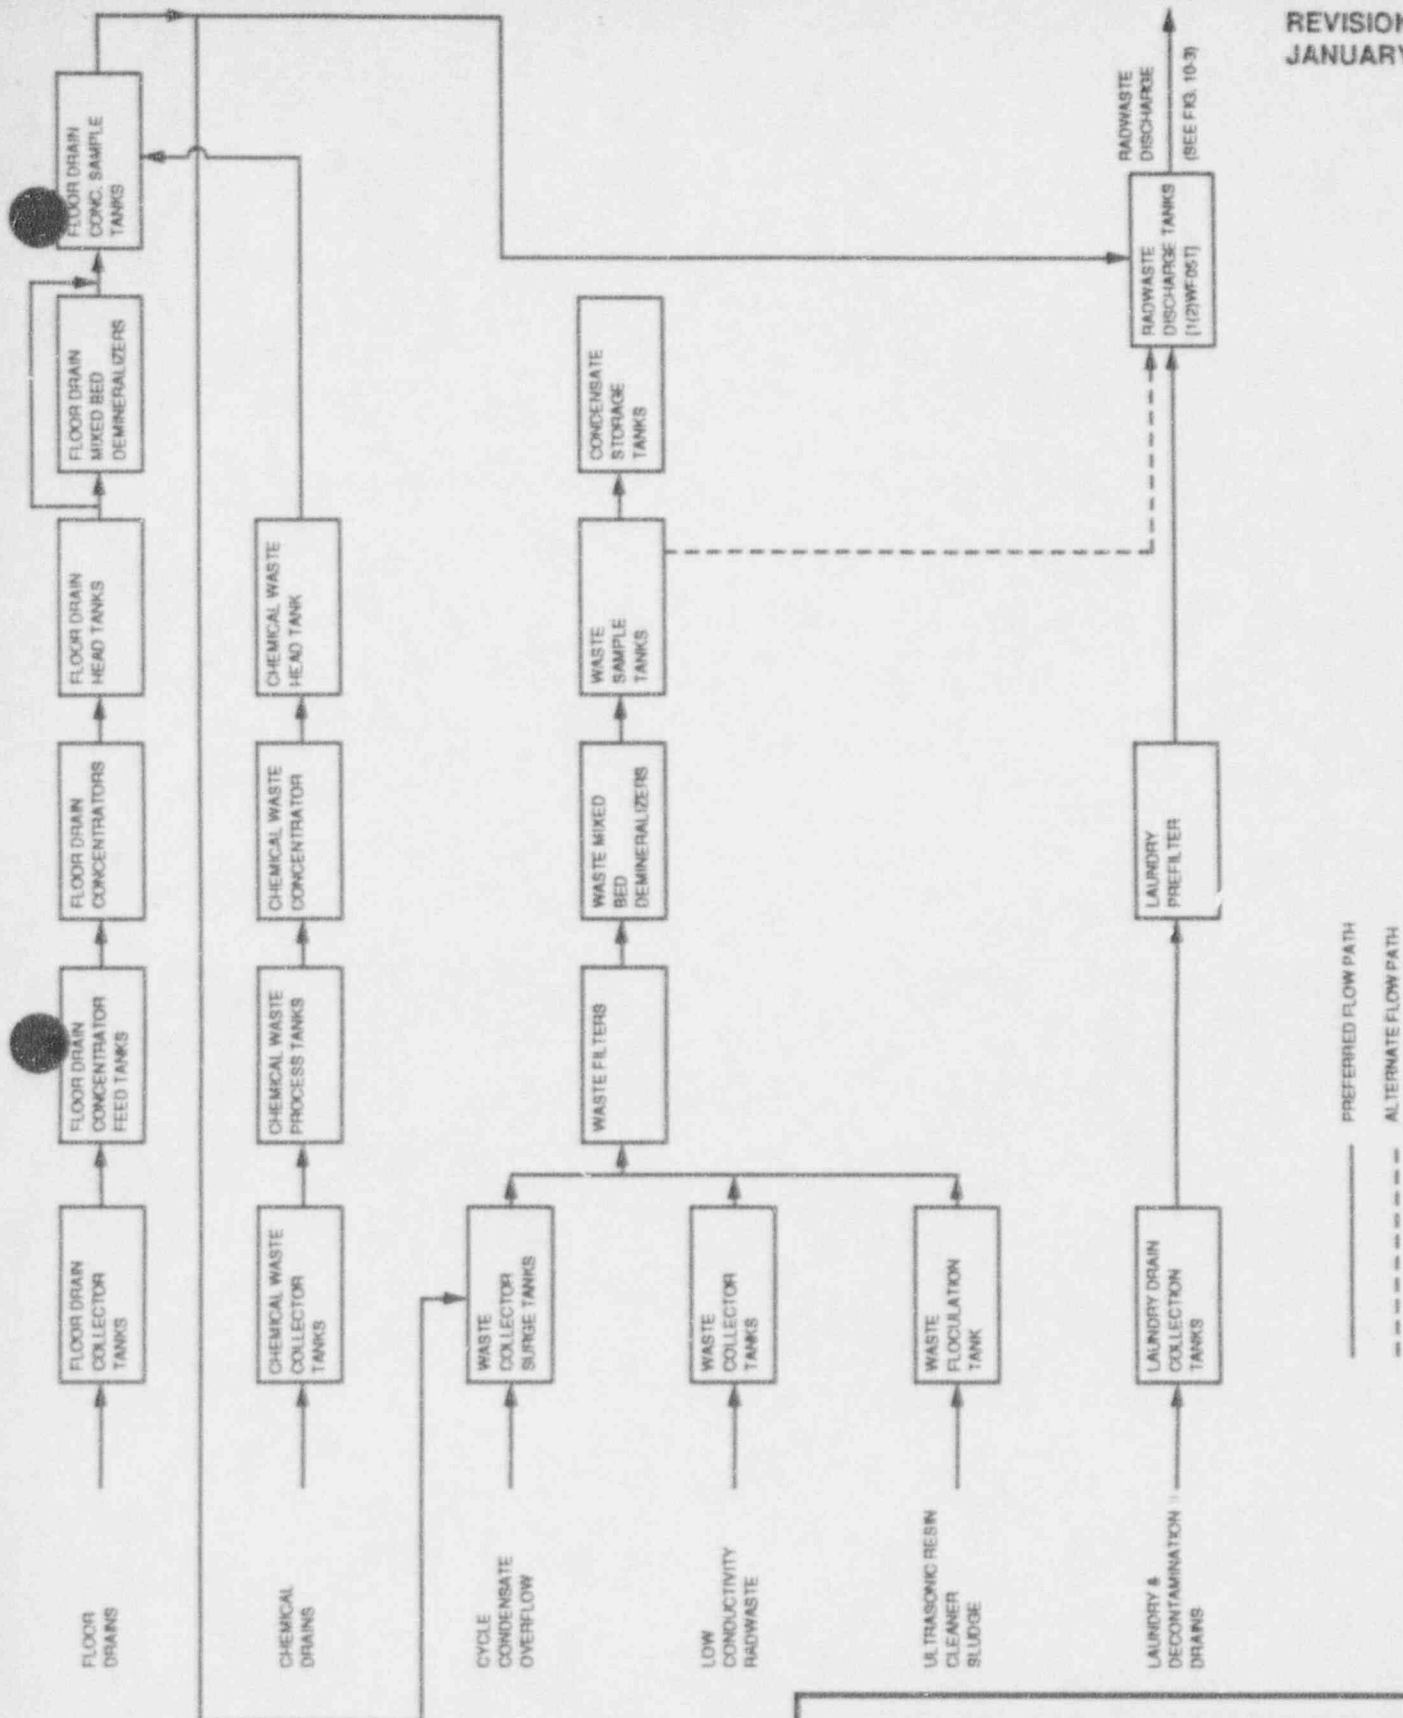 REVISION
JANUARY
FLOOR
DRAINS
FLOOR DRAIN
COLLECTOR
TANKS
FLOOR DRAIN
CONCENTRATOR
FEED TANKS
FLOOR DRAIN
CONCENTRATORS
FLOOR DRAIN
HEAD TANKS
FLOOR DRAIN
MIXED BED
DEMINERALIZERS
FLOOR DRAIN
CONC. SAMPLE
TANKS
CHEMICAL
DRAINS
CHEMICAL WASTE
COLLECTOR
TANKS
CHEMICAL WASTE
PROCESS TANKS
CHEMICAL WASTE
CONCENTRATOR
CHEMICAL WASTE
HEAD TANK
CYCLE
CONDENSATE
OVERFLOW
WASTE
COLLECTOR
SURGE TANKS
WASTE FILTERS
WASTE MIXED
BED
DEMINERALIZERS
WASTE
SAMPLE
TANKS
CONDENSATE
STORAGE
TANKS
LOW
CONDUCTIVITY
RADWASTE
WASTE
COLLECTOR
TANKS
ULTRASONIC RESIN
CLEANER
SLUDGE
WASTE
FLOCULATION
TANK
LAUNDRY &
DECONTAMINATION
DRAINS
LAUNDRY DRAIN
COLLECTION
TANKS
LAUNDRY
PREFILTER
RADWASTE
DISCHARGE TANKS
[1(2)WF05T]
RADWASTE
DISCHARGE
(SEE FIG. 10-3)
PREFERRED FLOW PATH
ALTERNATE FLOW PATH